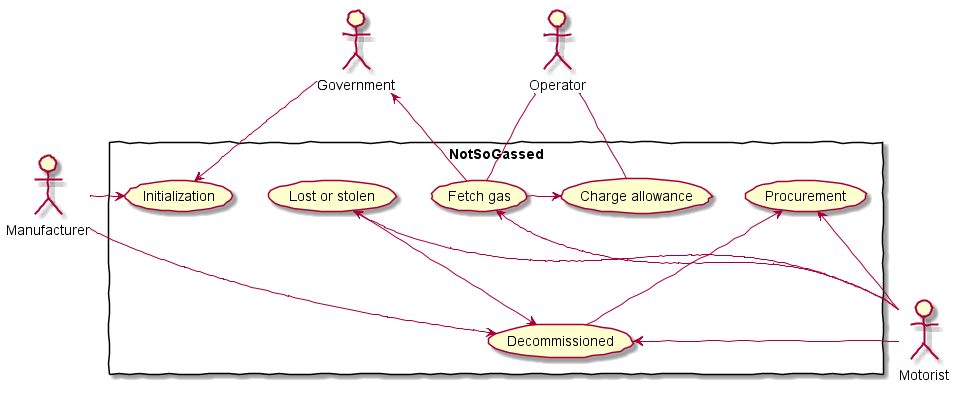 Government
Operator
NotSoGassed
Manufacturer
Initialization
Lost or stolen
Fetch gas
Charge allowance
Procurement
Decommissioned
Motorist